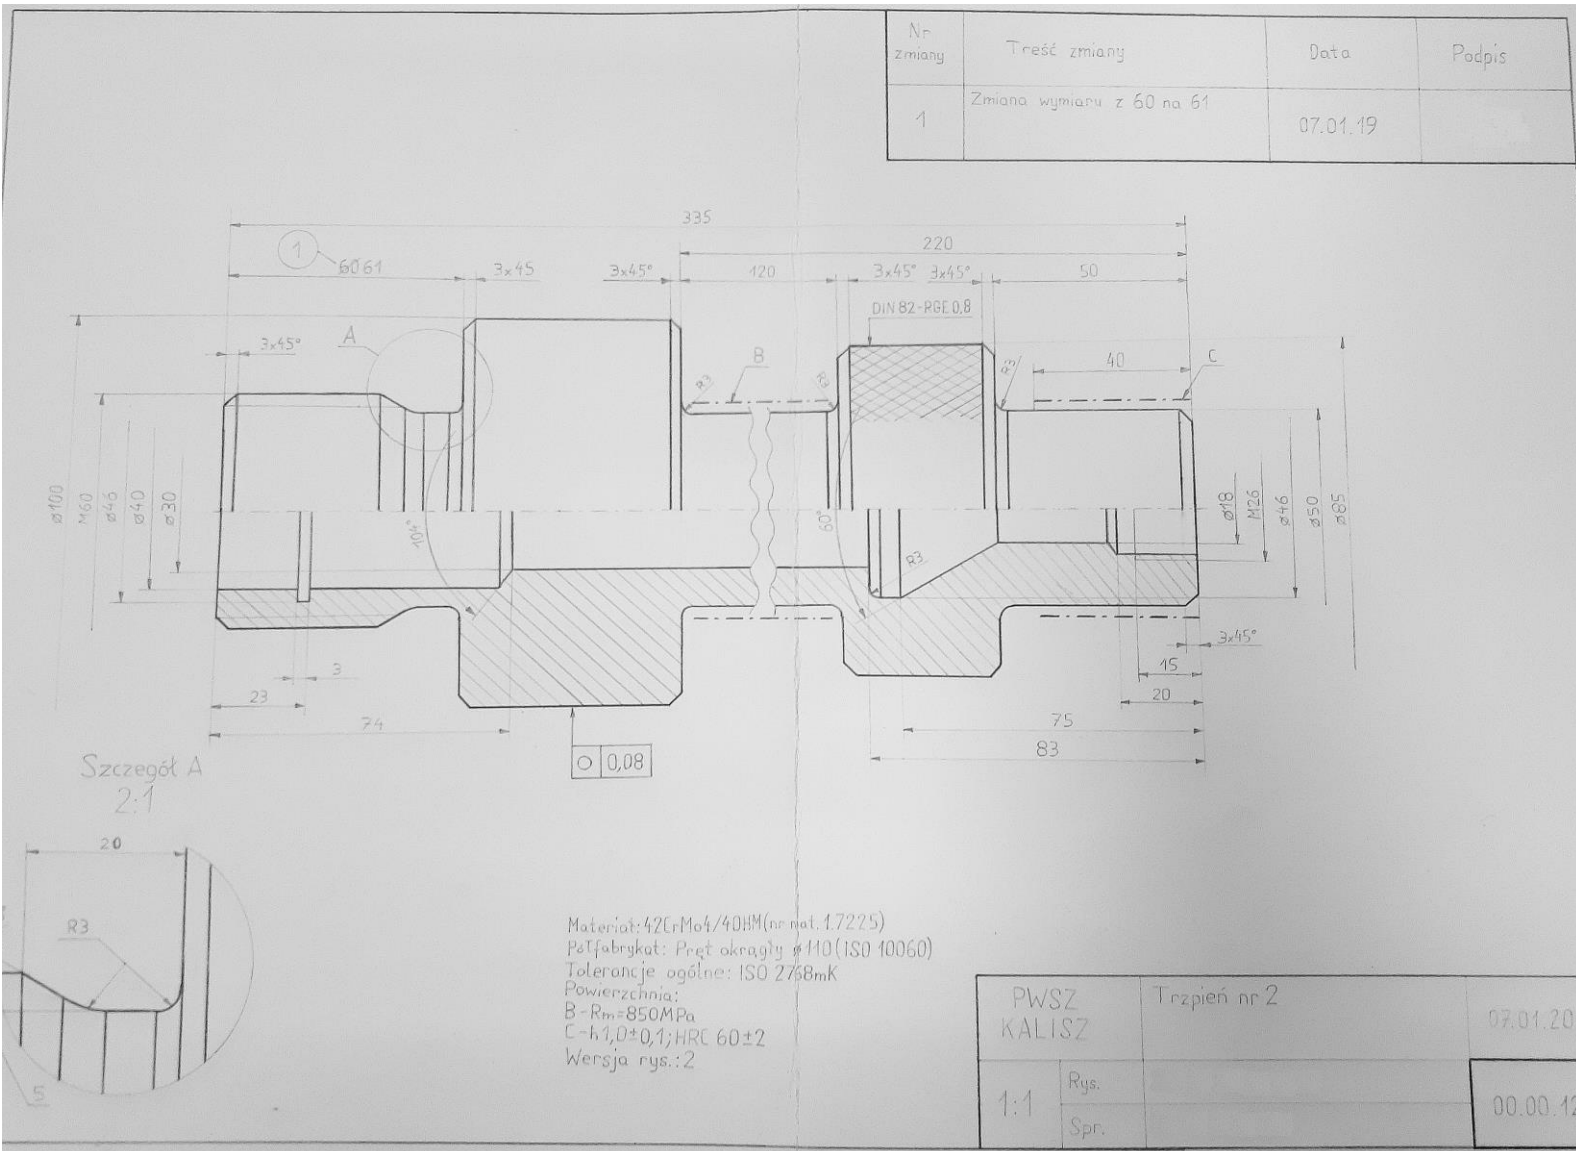 Nr zmiany
Treść zmiany
Data
Podpis
1
Zmiana wymiaru z 60 na 61
07.01.19
335
220
1
60 61
3x45
3x45°
120
3x45°
3x45°
50
DIN 82-RGE 0,8
3x45°
A
R3
B
R3
R3
40
C
ø100
M60
ø46
ø40
ø30
104°
60°
R3
ø18
M26
ø46
ø50
ø85
3
23
74
3x45°
15
20
75
83
0,08
Szczegół A
2:1
20
R3
5
Materiał: 42CrMo4/40HM(nr mat. 1.7225)
Półfabrykat: Pręt okrągły ø110 (ISO 10060)
Tolerancje ogólne: ISO 2768mK
Powierzchnia:
B-Rm=850MPa
C-h1,0±0,1; HRC 60±2
Wersja rys.: 2
PWSZ
KALISZ
Trzpień nr 2
07.01.20
1:1
Rys.
Spr.
00.00.12